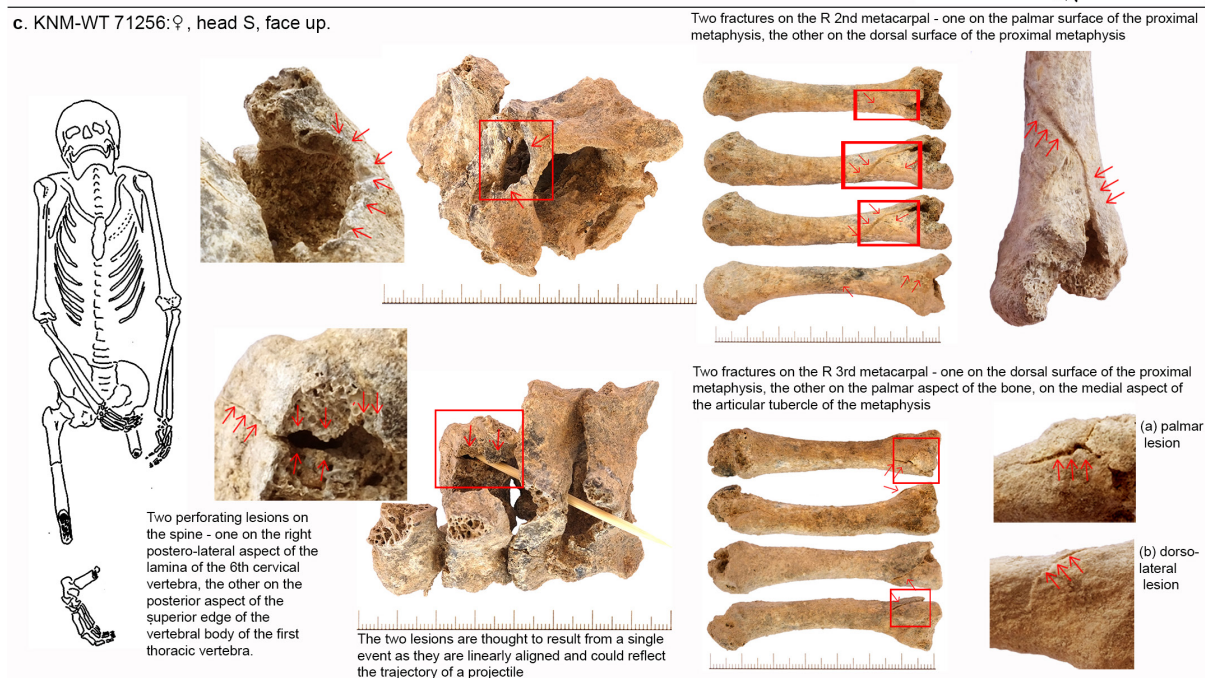 c. KNM-WT 71256:♀, head S, face up.
Two fractures on the R 2nd metacarpal - one on the palmar surface of the proximal
metaphysis, the other on the dorsal surface of the proximal metaphysis
Two fractures on the R 3rd metacarpal - one on the dorsal surface of the proximal
metaphysis, the other on the palmar aspect of the bone, on the medial aspect of
the articular tubercle of the metaphysis
(a) palmar
lesion
(b) dorso-
lateral
lesion
Two perforating lesions on
the spine - one on the right
postero-lateral aspect of the
lamina of the 6th cervical
vertebra, the other on the
posterior aspect of the
superior edge of the
vertebral body of the first
thoracic vertebra.
The two lesions are thought to result from a single
event as they are linearly aligned and could reflect
the trajectory of a projectile